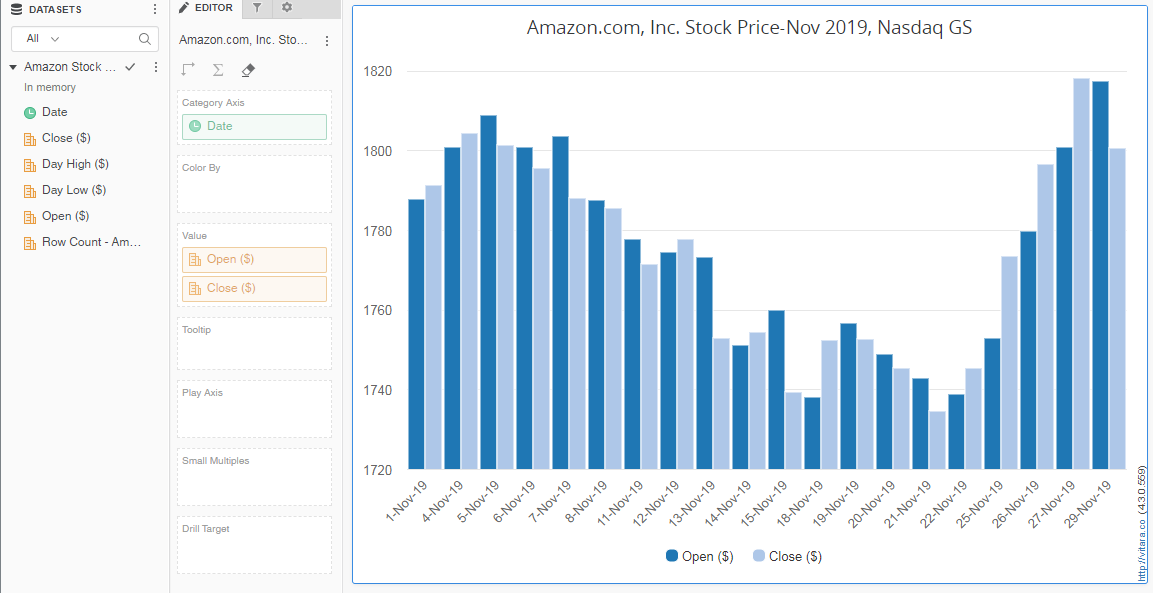 DATASETS
All
Amazon Stock ...
In memory
Date
Close ($)
Day High ($)
Day Low ($)
Open ($)
Row Count - Am...
EDITOR
Amazon.com, Inc. Sto...
Category Axis
Date
Color By
Value
Open ($)
Close ($)
Tooltip
Play Axis
Small Multiples
Drill Target
Amazon.com, Inc. Stock Price-Nov 2019, Nasdaq GS
1820
1800
1780
1760
1740
1720
1-Nov-19
4-Nov-19
5-Nov-19
6-Nov-19
7-Nov-19
8-Nov-19
11-Nov-19
12-Nov-19
13-Nov-19
14-Nov-19
15-Nov-19
18-Nov-19
19-Nov-19
20-Nov-19
21-Nov-19
22-Nov-19
25-Nov-19
26-Nov-19
27-Nov-19
29-Nov-19
Open ($) Close ($)
http://vitara.co (4.3.0.569)